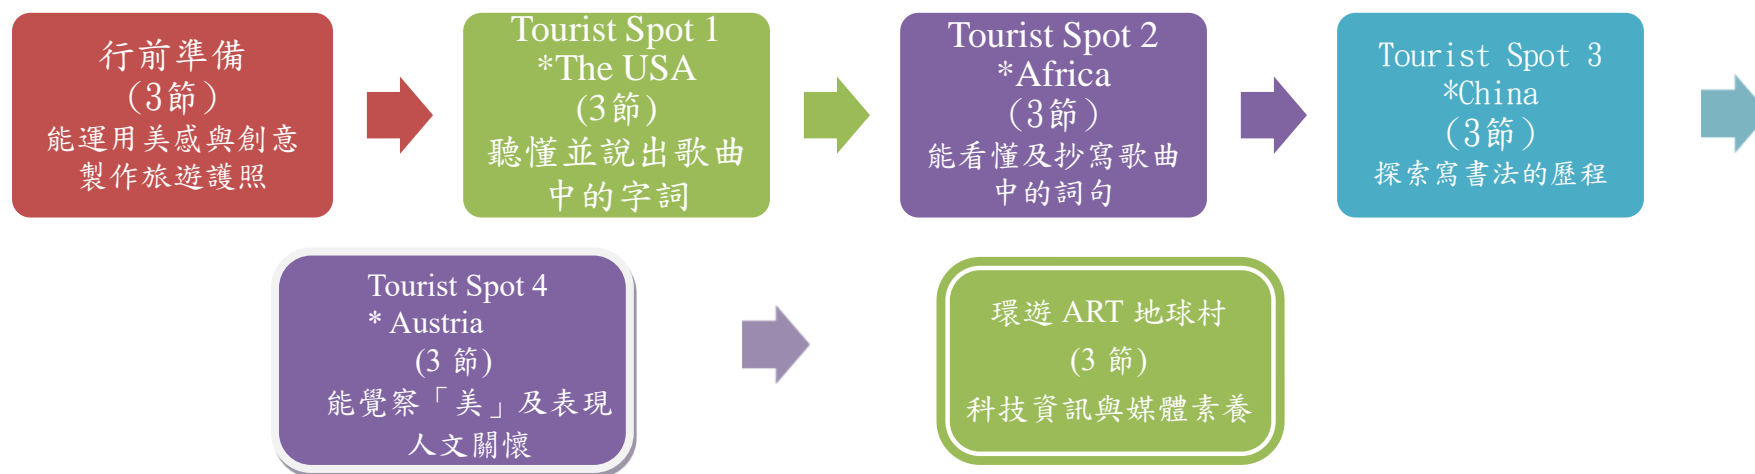 行前準備
（3節）
能運用美感與創意
製作旅遊護照
Tourist Spot 1
*The USA
(3節)
聽懂並說出歌曲
中的字詞
Tourist Spot 2
*Africa
（3節）
能看懂及抄寫歌曲
中的詞句
Tourist Spot 3
*China
（3節）
探索寫書法的歷程
Tourist Spot 4
* Austria
(3 節)
能覺察「美」及表現
人文關懷
環遊 ART 地球村
(3 節)
科技資訊與媒體素養